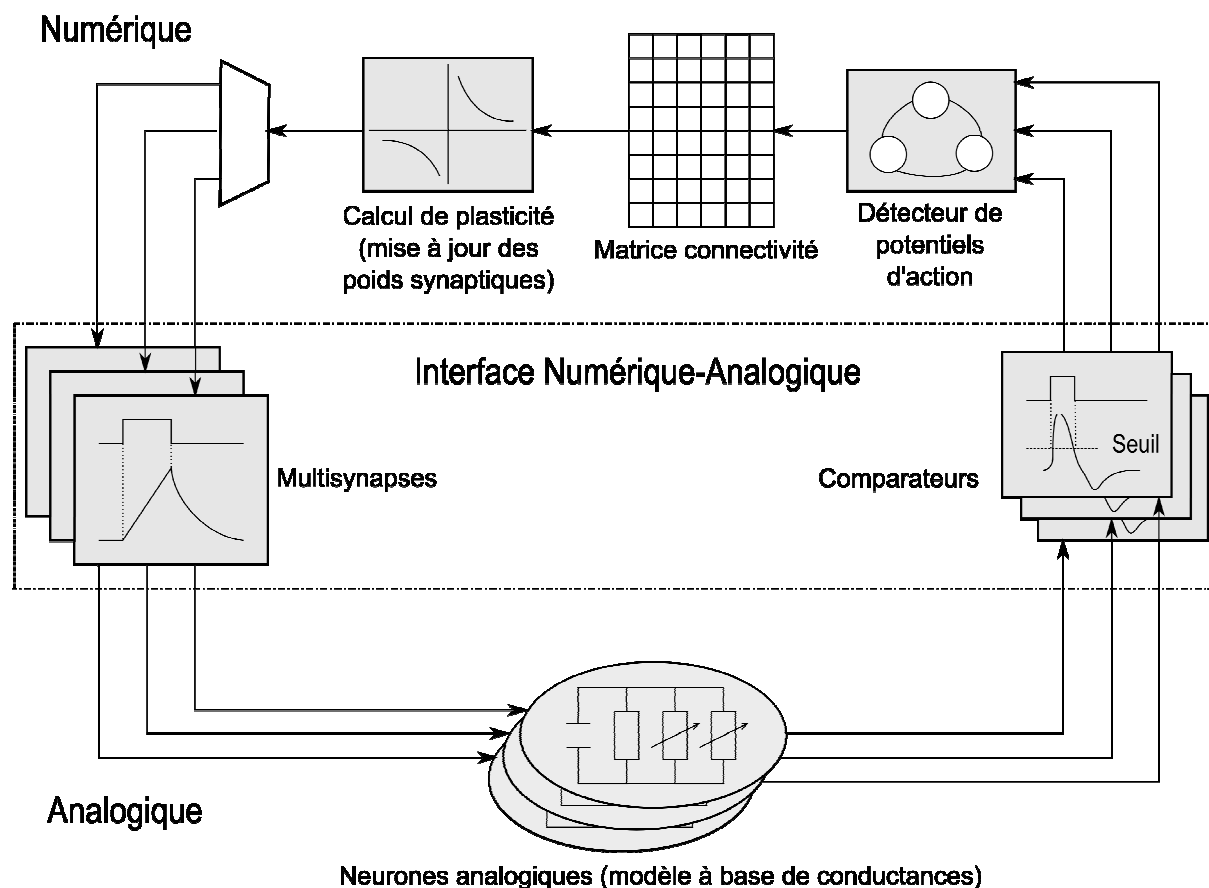 Numérique
Calcul de plasticité
(mise à jour des
poids synaptiques)
Matrice connectivité
Détecteur de
potentiels
d'action
Interface Numérique-Analogique
Multisynapses
Comparateurs
Seuil
Analogique
Neurones analogiques (modèle à base de conductances)